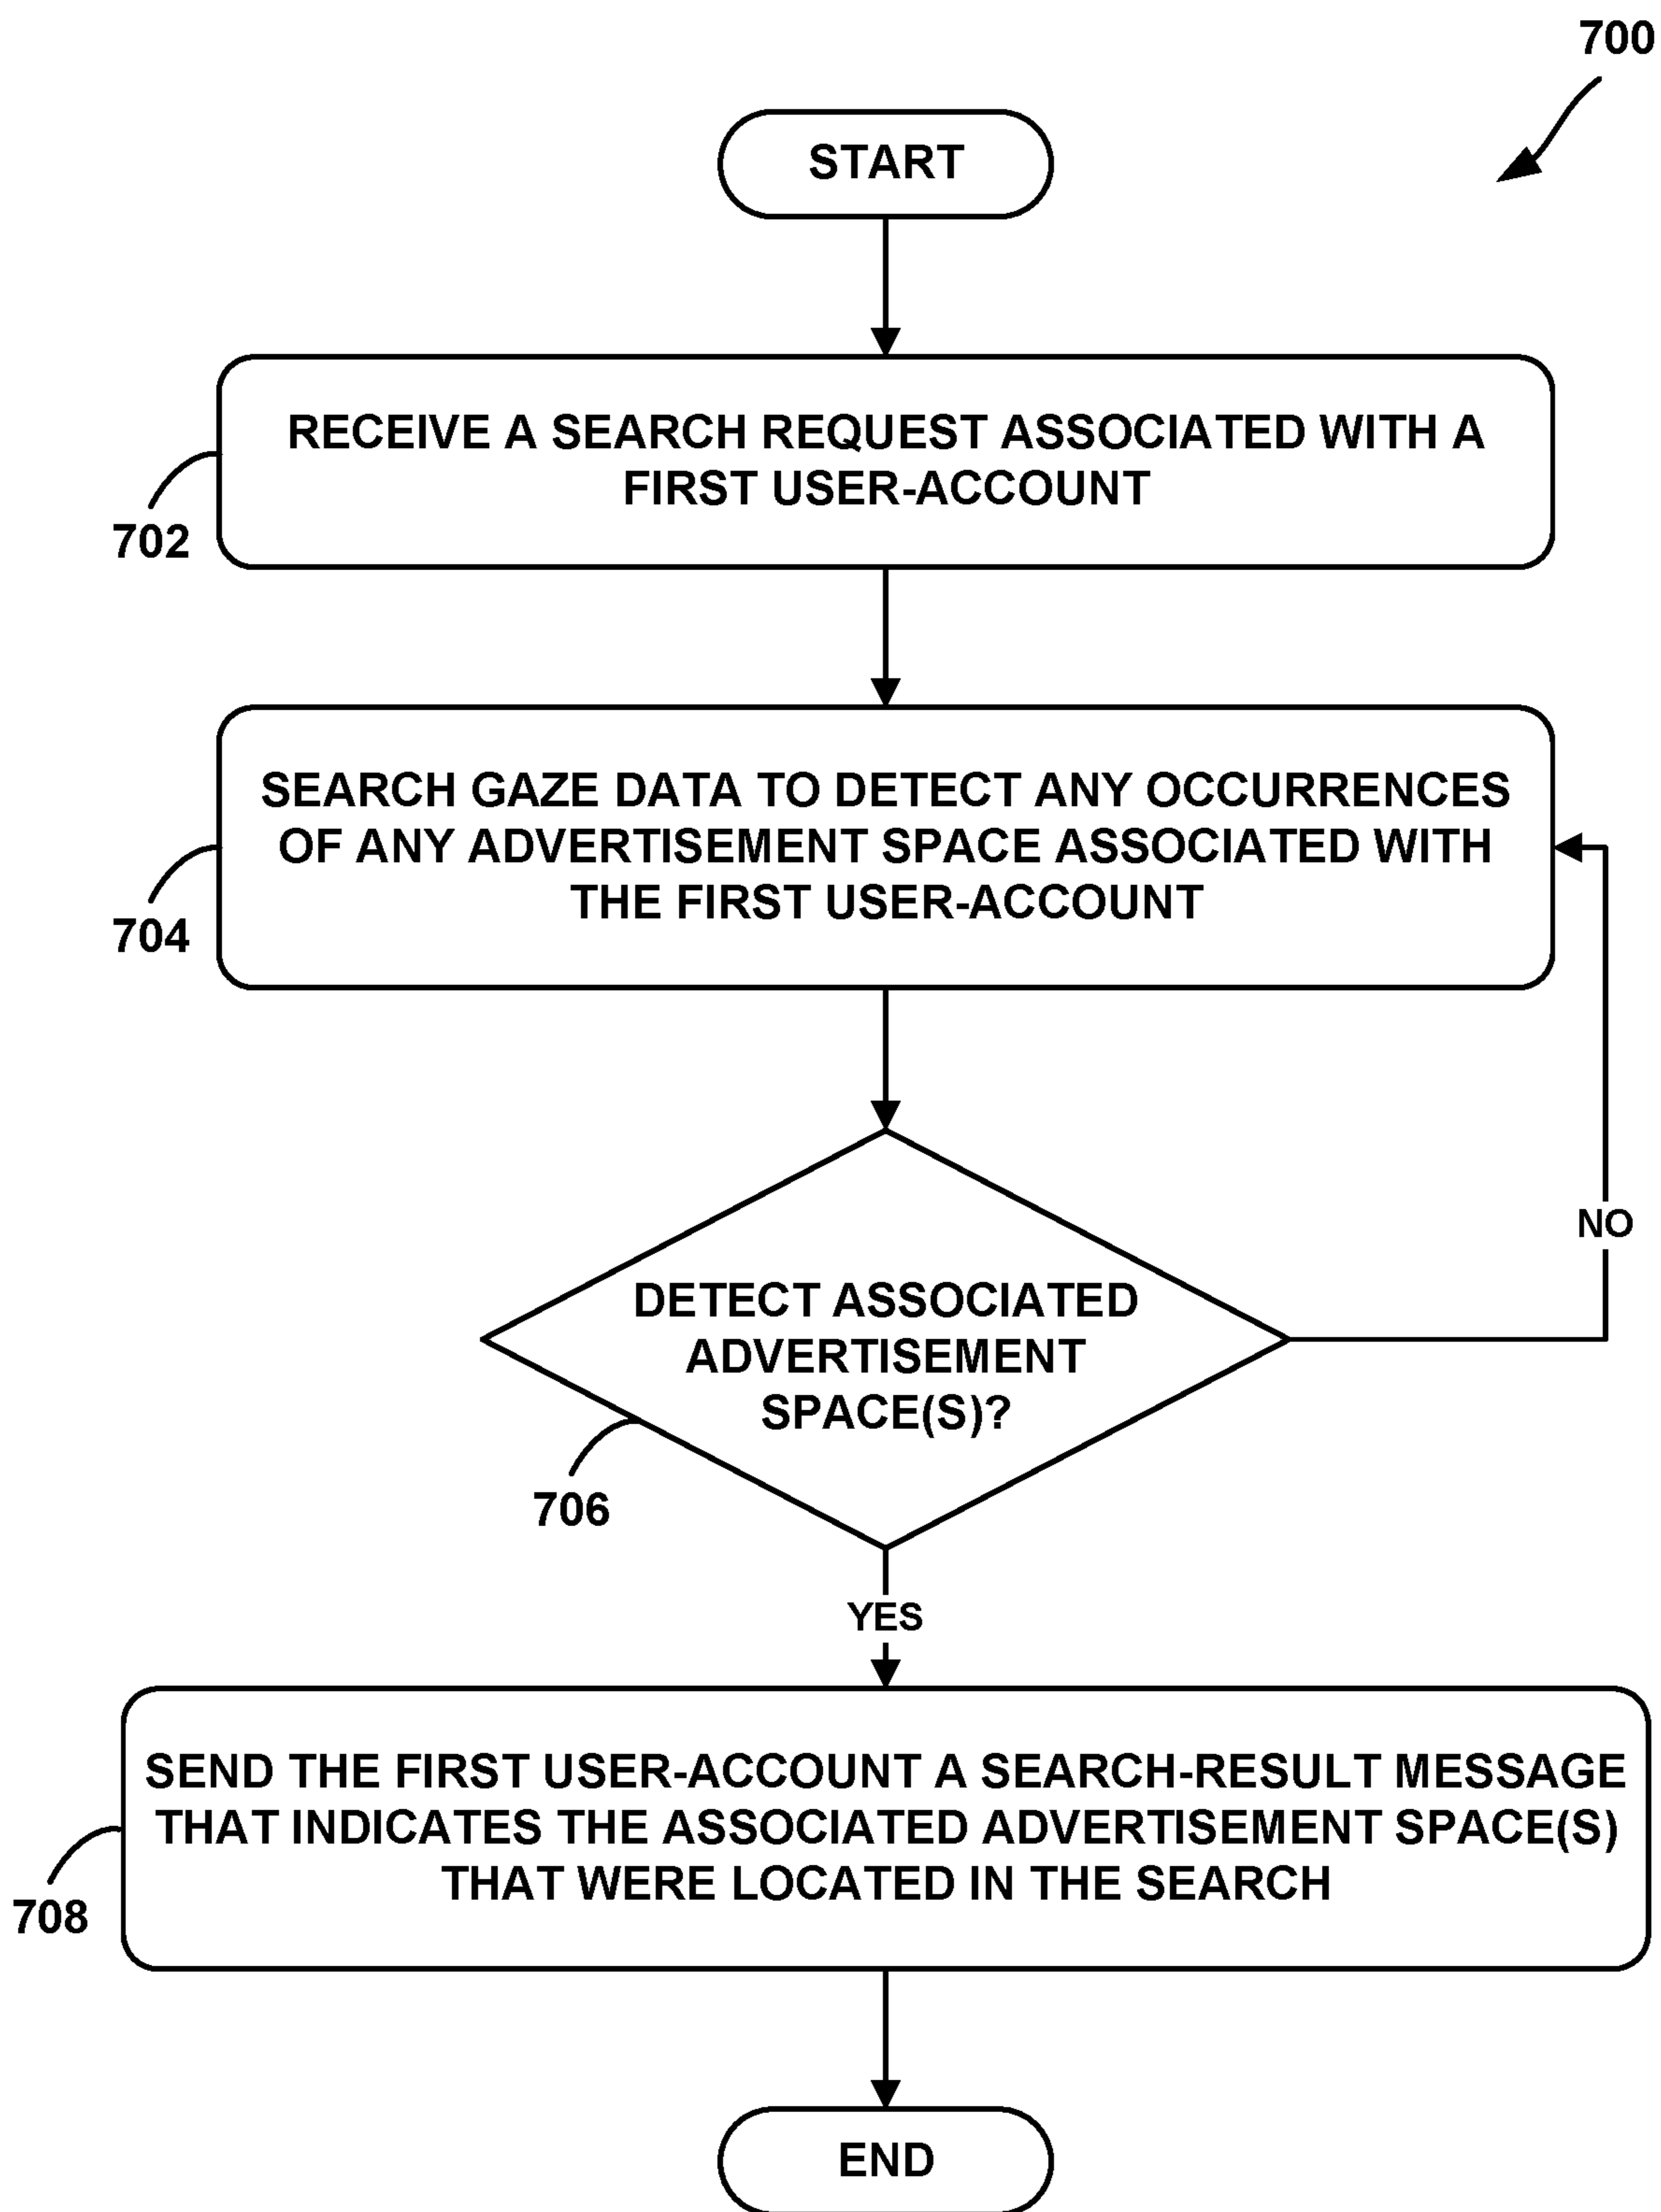 700
START
RECEIVE A SEARCH REQUEST ASSOCIATED WITH A
FIRST USER-ACCOUNT
702
SEARCH GAZE DATA TO DETECT ANY OCCURRENCES
OF ANY ADVERTISEMENT SPACE ASSOCIATED WITH
THE FIRST USER-ACCOUNT
704
NO
DETECT ASSOCIATED
ADVERTISEMENT
SPACE(S)?
706
YES
SEND THE FIRST USER-ACCOUNT A SEARCH-RESULT MESSAGE
THAT INDICATES THE ASSOCIATED ADVERTISEMENT SPACE(S)
THAT WERE LOCATED IN THE SEARCH
708
END